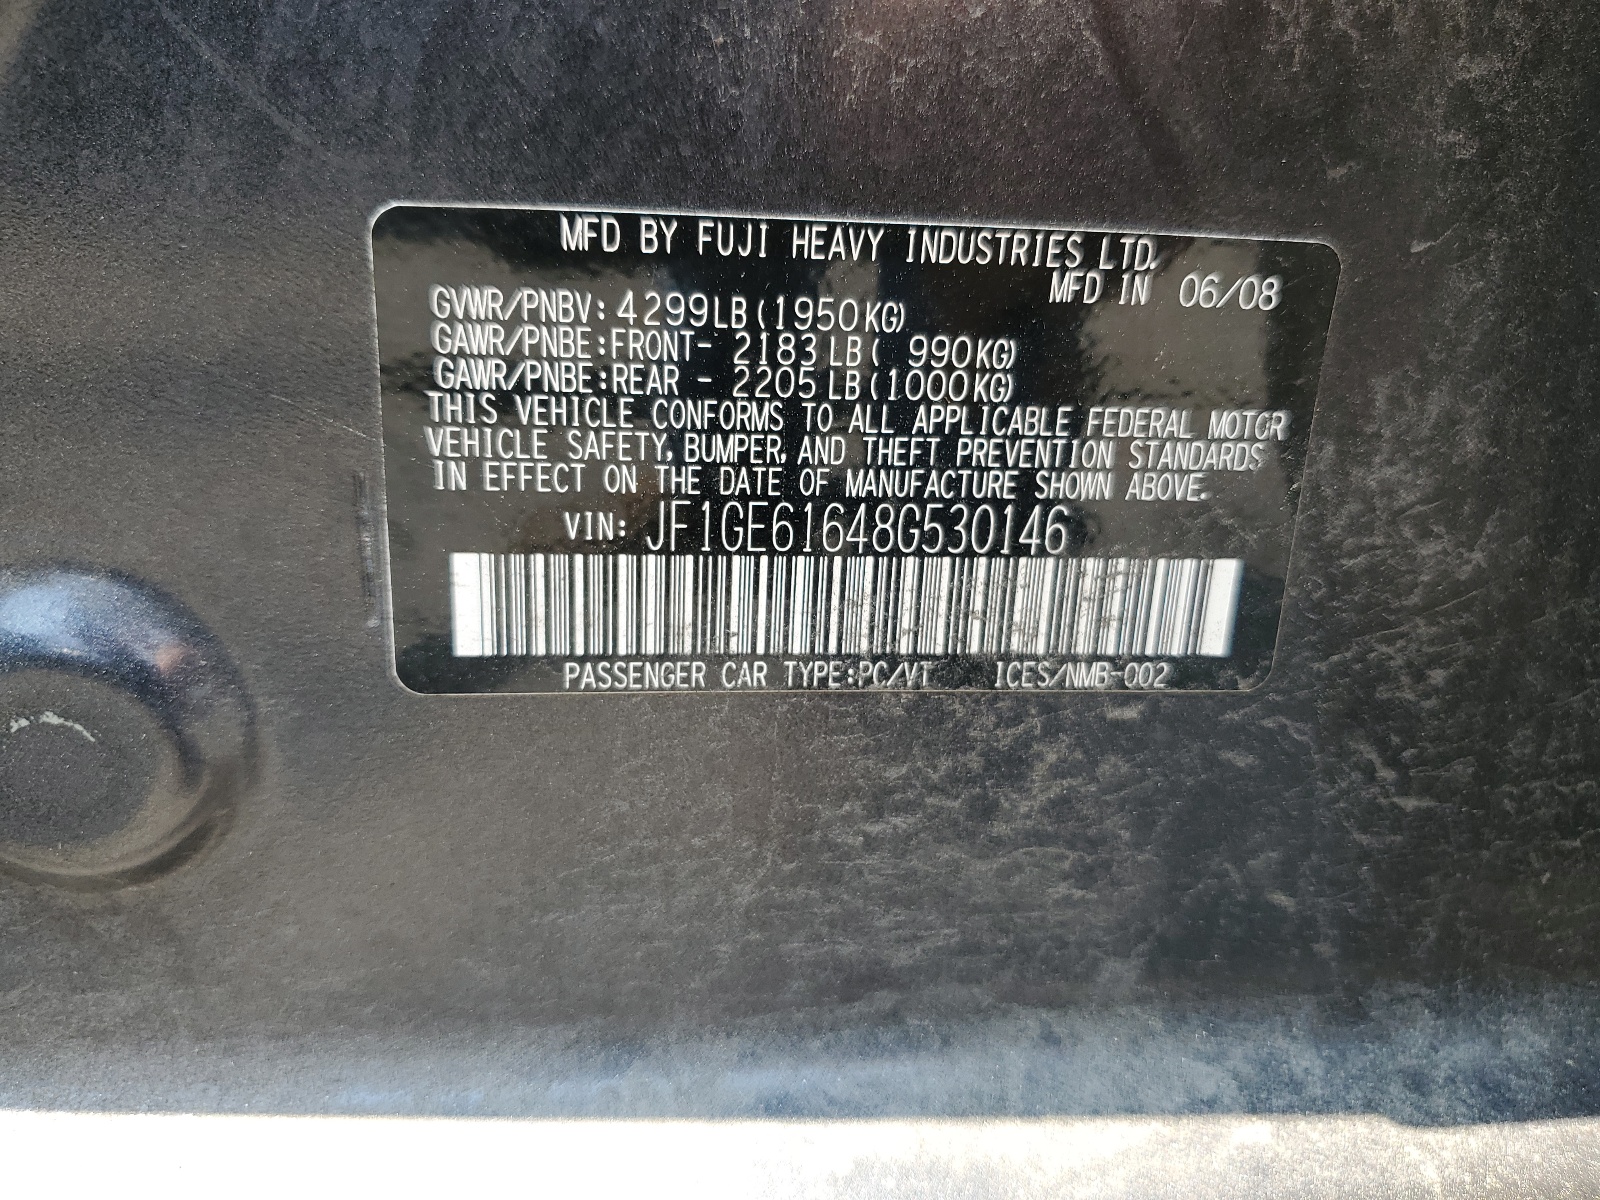 MFD BY FUJI HEAVY INDUSTRIES LTD.
MFD IN 06/08
GVWR/PNBV: 4299LB(1950KG)
GAWR/PNBE:FRONT- 2183LB( 990KG)
GAWR/PNBE:REAR - 2205LB(1000KG)
THIS VEHICLE CONFORMS TO ALL APPLICABLE FEDERAL MOTOR
VEHICLE SAFETY, BUMPER, AND THEFT PREVENTION STANDARDS
IN EFFECT ON THE DATE OF MANUFACTURE SHOWN ABOVE.
VIN: JF1GE61648G530146
PASSENGER CAR TYPE:PC/VT ICES/NMB-002